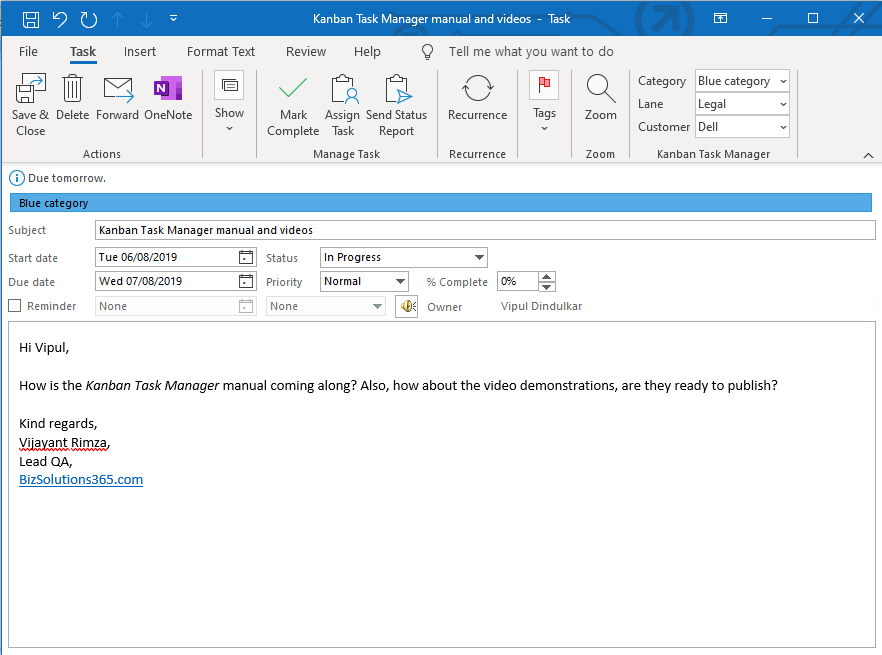 Kanban Task Manager manual and videos - Task
File Task Insert Format Text Review Help Tell me what you want to do
Save & Close Delete Forward OneNote
Actions
Show
Mark Complete Assign Task Send Status Report
Manage Task
Recurrence
Recurrence
Tags
Zoom
Zoom
Category Blue category
Lane Legal
Customer Dell
Kanban Task Manager
Due tomorrow.
Blue category
Subject Kanban Task Manager manual and videos
Start date Tue 06/08/2019 Status In Progress
Due date Wed 07/08/2019 Priority Normal % Complete 0%
Reminder None None Owner Vipul Dindulkar
Hi Vipul,
How is the Kanban Task Manager manual coming along? Also, how about the video demonstrations, are they ready to publish?
Kind regards,
Vijayant Rimza,
Lead QA,
BizSolutions365.com